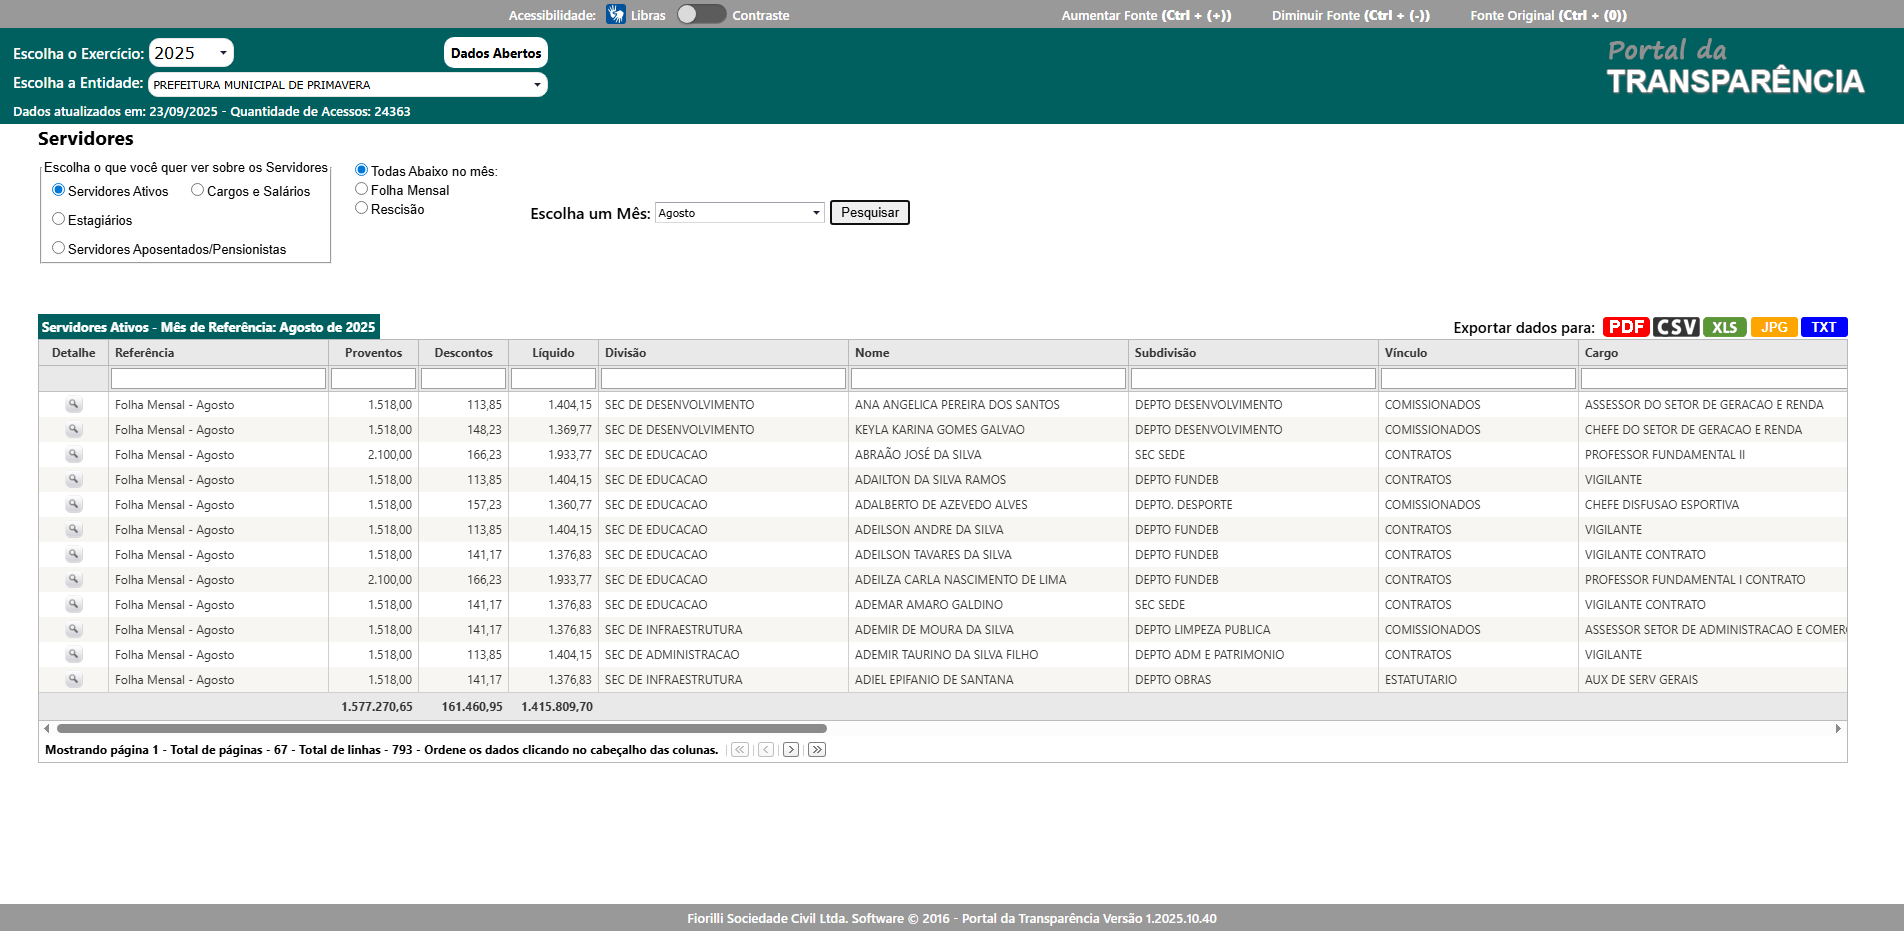 Acessibilidade: Libras Contraste Aumentar Fonte (Ctrl + (+)) Diminuir Fonte (Ctrl + (-)) Fonte Original (Ctrl + (0))
Escolha o Exercício: 2025 Dados Abertos
Escolha a Entidade: PREFEITURA MUNICIPAL DE PRIMAVERA
Dados atualizados em: 23/09/2025 - Quantidade de Acessos: 24363
Portal da
TRANSPARÊNCIA
Servidores
Escolha o que você quer ver sobre os Servidores
Servidores Ativos Cargos e Salários
Estagiários
Servidores Aposentados/Pensionistas
Todas Abaixo no mês:
Folha Mensal
Rescisão
Escolha um Mês: Agosto Pesquisar
Servidores Ativos - Mês de Referência: Agosto de 2025
Exportar dados para: PDF CSV XLS JPG TXT
Detalhe Referência Proventos Descontos Líquido Divisão Nome Subdivisão Vínculo Cargo
Folha Mensal - Agosto 1.518,00 113,85 1.404,15 SEC DE DESENVOLVIMENTO ANA ANGELICA PEREIRA DOS SANTOS DEPTO DESENVOLVIMENTO COMISSIONADOS ASSESSOR DO SETOR DE GERACAO E RENDA
Folha Mensal - Agosto 1.518,00 148,23 1.369,77 SEC DE DESENVOLVIMENTO KEYLA KARINA GOMES GALVAO DEPTO DESENVOLVIMENTO COMISSIONADOS CHEFE DO SETOR DE GERACAO E RENDA
Folha Mensal - Agosto 2.100,00 166,23 1.933,77 SEC DE EDUCACAO ABRAÃO JOSÉ DA SILVA SEC SEDE CONTRATOS PROFESSOR FUNDAMENTAL II
Folha Mensal - Agosto 1.518,00 113,85 1.404,15 SEC DE EDUCACAO ADAILTON DA SILVA RAMOS DEPTO FUNDEB CONTRATOS VIGILANTE
Folha Mensal - Agosto 1.518,00 157,23 1.360,77 SEC DE EDUCACAO ADALBERTO DE AZEVEDO ALVES DEPTO. DESPORTE COMISSIONADOS CHEFE DISFUSAO ESPORTIVA
Folha Mensal - Agosto 1.518,00 113,85 1.404,15 SEC DE EDUCACAO ADEILSON ANDRE DA SILVA DEPTO FUNDEB CONTRATOS VIGILANTE
Folha Mensal - Agosto 1.518,00 141,17 1.376,83 SEC DE EDUCACAO ADEILSON TAVARES DA SILVA DEPTO FUNDEB CONTRATOS VIGILANTE CONTRATO
Folha Mensal - Agosto 2.100,00 166,23 1.933,77 SEC DE EDUCACAO ADEILZA CARLA NASCIMENTO DE LIMA DEPTO FUNDEB CONTRATOS PROFESSOR FUNDAMENTAL I CONTRATO
Folha Mensal - Agosto 1.518,00 141,17 1.376,83 SEC DE EDUCACAO ADEMAR AMARO GALDINO SEC SEDE CONTRATOS VIGILANTE CONTRATO
Folha Mensal - Agosto 1.518,00 141,17 1.376,83 SEC DE INFRAESTRUTURA ADEMIR DE MOURA DA SILVA DEPTO LIMPEZA PUBLICA COMISSIONADOS ASSESSOR SETOR DE ADMINISTRACAO E COMER
Folha Mensal - Agosto 1.518,00 113,85 1.404,15 SEC DE ADMINISTRACAO ADEMIR TAURINO DA SILVA FILHO DEPTO ADM E PATRIMONIO CONTRATOS VIGILANTE
Folha Mensal - Agosto 1.518,00 141,17 1.376,83 SEC DE INFRAESTRUTURA ADIEL EPIFANIO DE SANTANA DEPTO OBRAS ESTATUTARIO AUX DE SERV GERAIS
1.577.270,65 161.460,95 1.415.809,70
Mostrando página 1 - Total de páginas - 67 - Total de linhas - 793 - Ordene os dados clicando no cabeçalho das colunas.
Fiorilli Sociedade Civil Ltda. Software © 2016 - Portal da Transparência Versão 1.2025.10.40